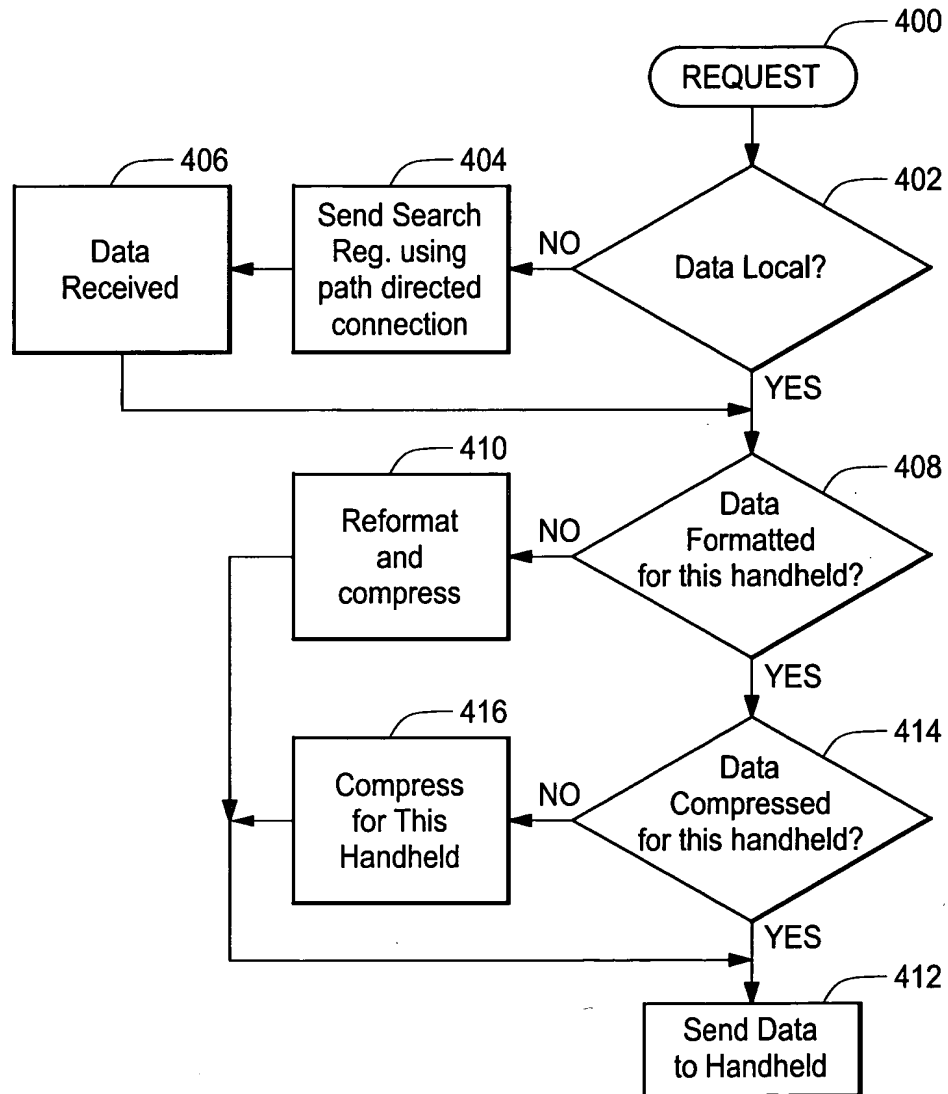 400
REQUEST
406
404
402
Data
Received
Send Search
Reg. using
path directed
connection
NO
Data Local?
YES
410
408
Reformat
and
compress
NO
Data
Formatted
for this handheld?
YES
416
414
Compress
for This
Handheld
NO
Data
Compressed
for this handheld?
YES
412
Send Data
to Handheld